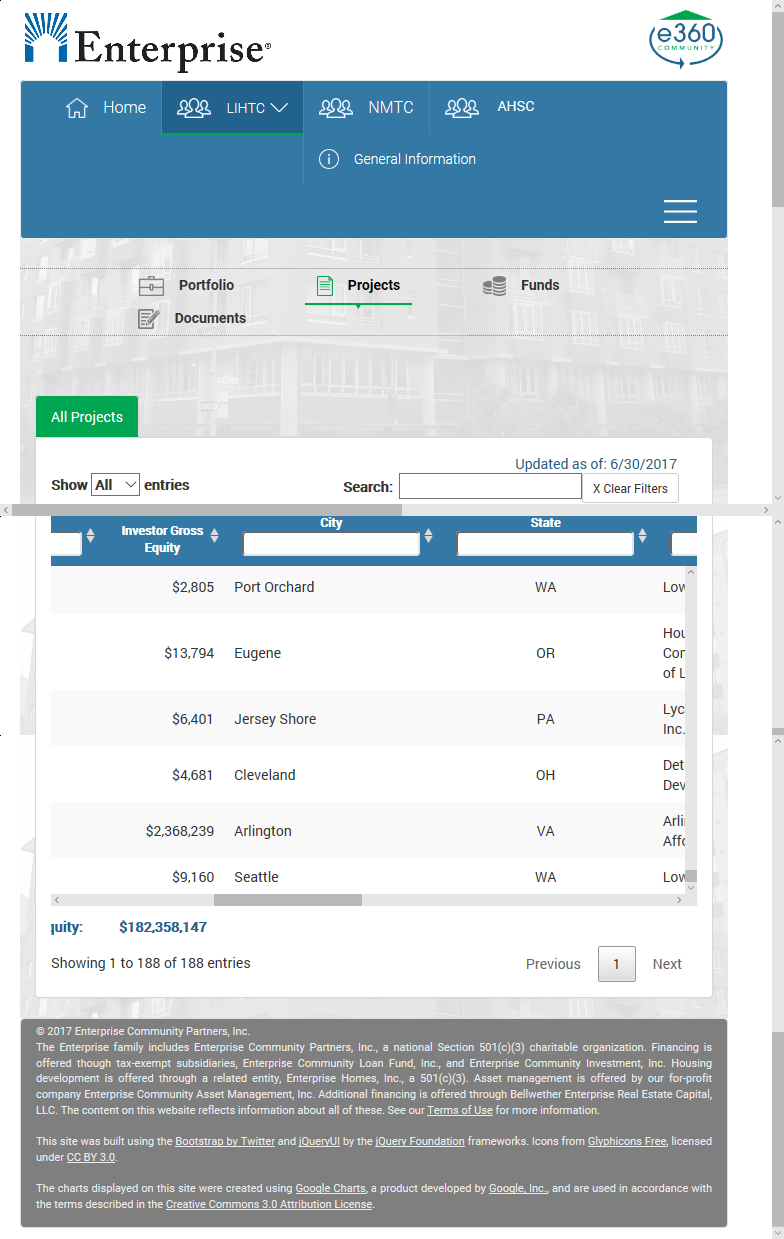 Enterprise®
e360
COMMUNITY
Home LIHTC NMTC AHSC
General Information
Portfolio Projects Funds
Documents
All Projects
Updated as of: 6/30/2017
Show All entries Search: X Clear Filters
Investor Gross Equity City State
$2,805 Port Orchard WA Low
$13,794 Eugene OR Hou
Cor
of L
$6,401 Jersey Shore PA Lyc
Inc.
$4,681 Cleveland OH Det
Dev
$2,368,239 Arlington VA Arli
Affo
$9,160 Seattle WA Low
quity: $182,358,147
Showing 1 to 188 of 188 entries Previous 1 Next
© 2017 Enterprise Community Partners, Inc.
The Enterprise family includes Enterprise Community Partners, Inc., a national Section 501(c)(3) charitable organization. Financing is
offered though tax-exempt subsidiaries, Enterprise Community Loan Fund, Inc., and Enterprise Community Investment, Inc. Housing
development is offered through a related entity, Enterprise Homes, Inc., a 501(c)(3). Asset management is offered by our for-profit
company Enterprise Community Asset Management, Inc. Additional financing is offered through Bellwether Enterprise Real Estate Capital,
LLC. The content on this website reflects information about all of these. See our Terms of Use for more information.
This site was built using the Bootstrap by Twitter and jQueryUI by the jQuery Foundation frameworks. Icons from Glyphicons Free, licensed
under CC BY 3.0.
The charts displayed on this site were created using Google Charts, a product developed by Google, Inc., and are used in accordance with
the terms described in the Creative Commons 3.0 Attribution License.